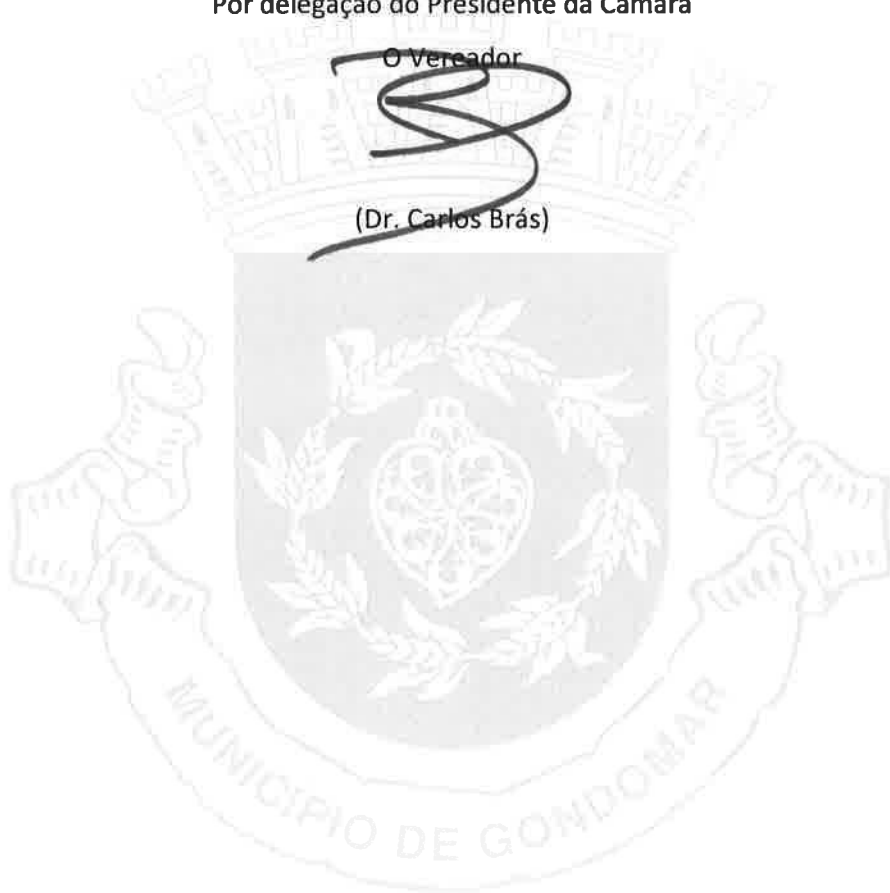 Por delegação do Presidente da Câmara
O Vereador
(Dr. Carlos Brás)
MUNICÍPIO DE GONDOMAR